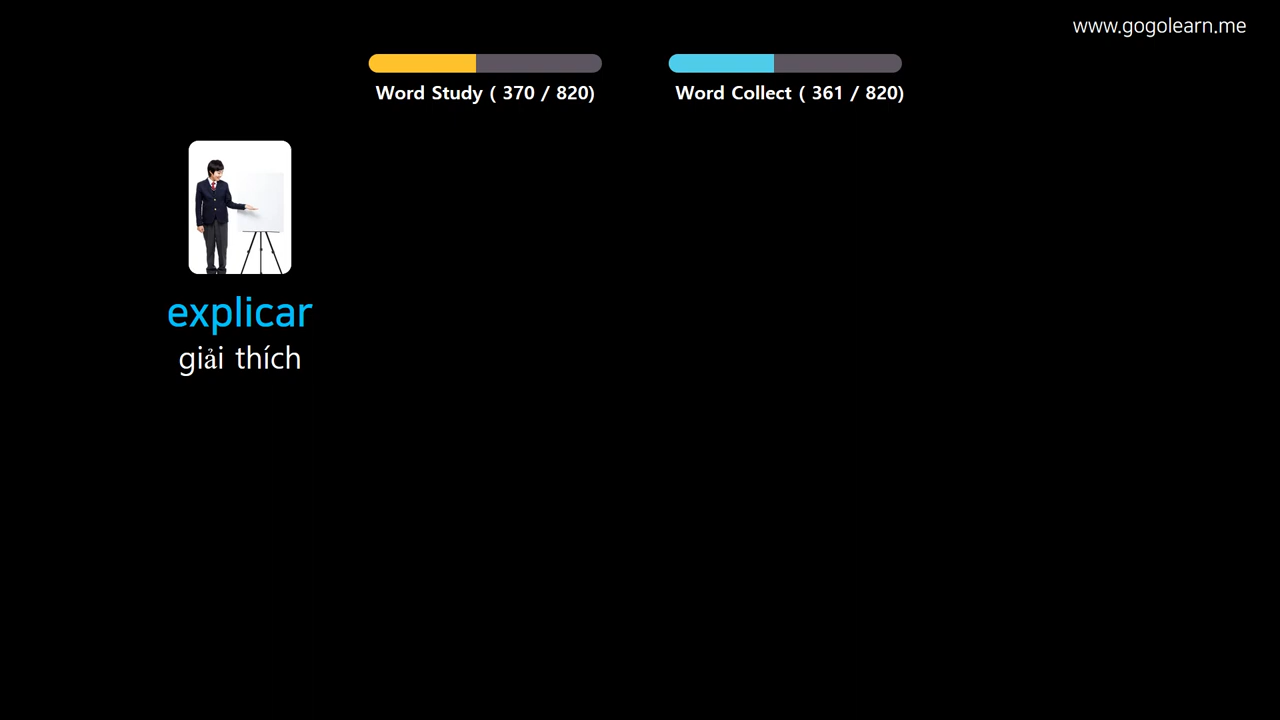 www.gogolearn.me
Word Study ( 370 / 820)
Word Collect ( 361 / 820)
explicar
giải thích